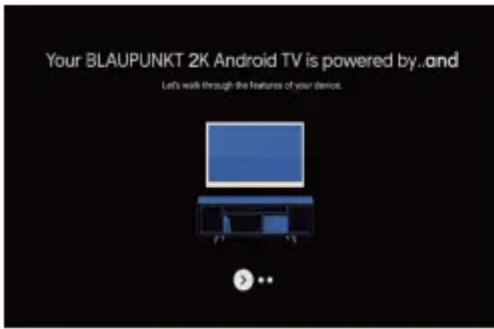 Your BLAUPUNKT 2K Android TV is powered by..and
Let's walk through the features of your device.